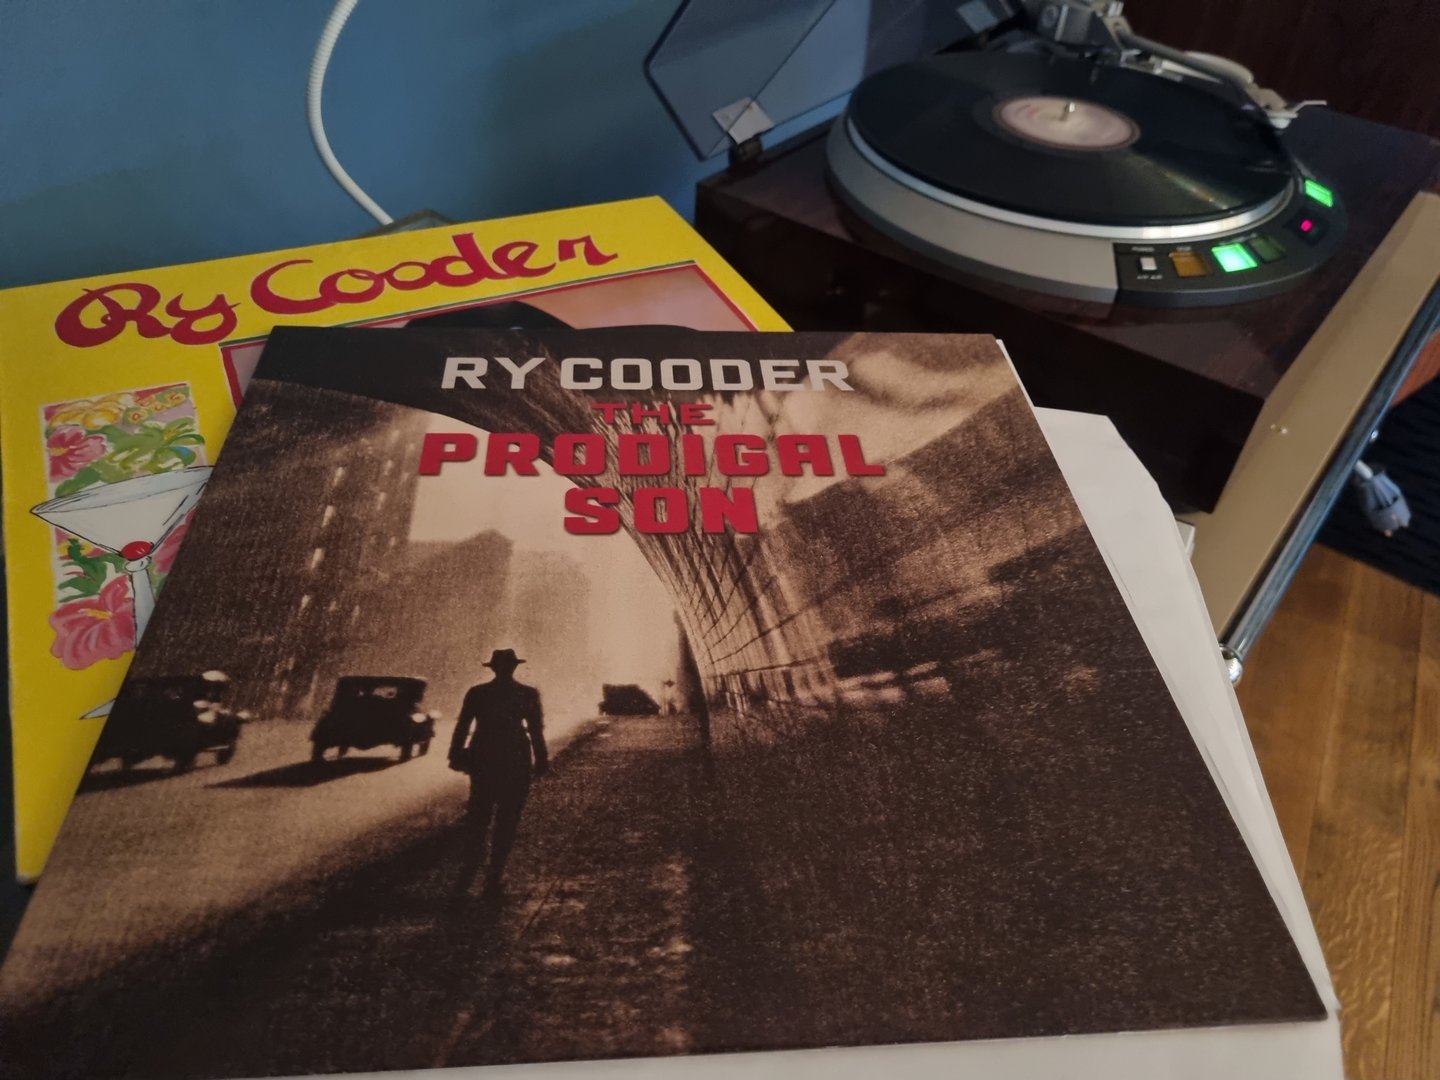 Ry Cooder
RY COODER
THE
PRODIGAL
SON